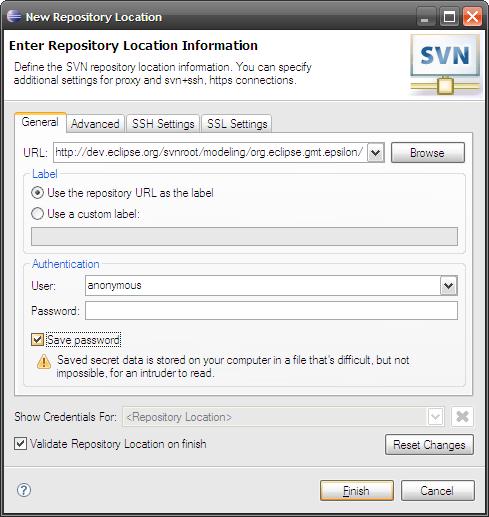 New Repository Location
Enter Repository Location Information
Define the SVN repository location information. You can specify
additional settings for proxy and svn+ssh, https connections.
SVN
General Advanced SSH Settings SSL Settings
URL: http://dev.eclipse.org/svnroot/modeling/org.eclipse.gmt.epsilon/ Browse
Label
Use the repository URL as the label
Use a custom label:
Authentication
User: anonymous
Password:
Save password
Saved secret data is stored on your computer in a file that's difficult, but not
impossible, for an intruder to read.
Show Credentials For: <Repository Location>
Validate Repository Location on finish Reset Changes
? Finish Cancel